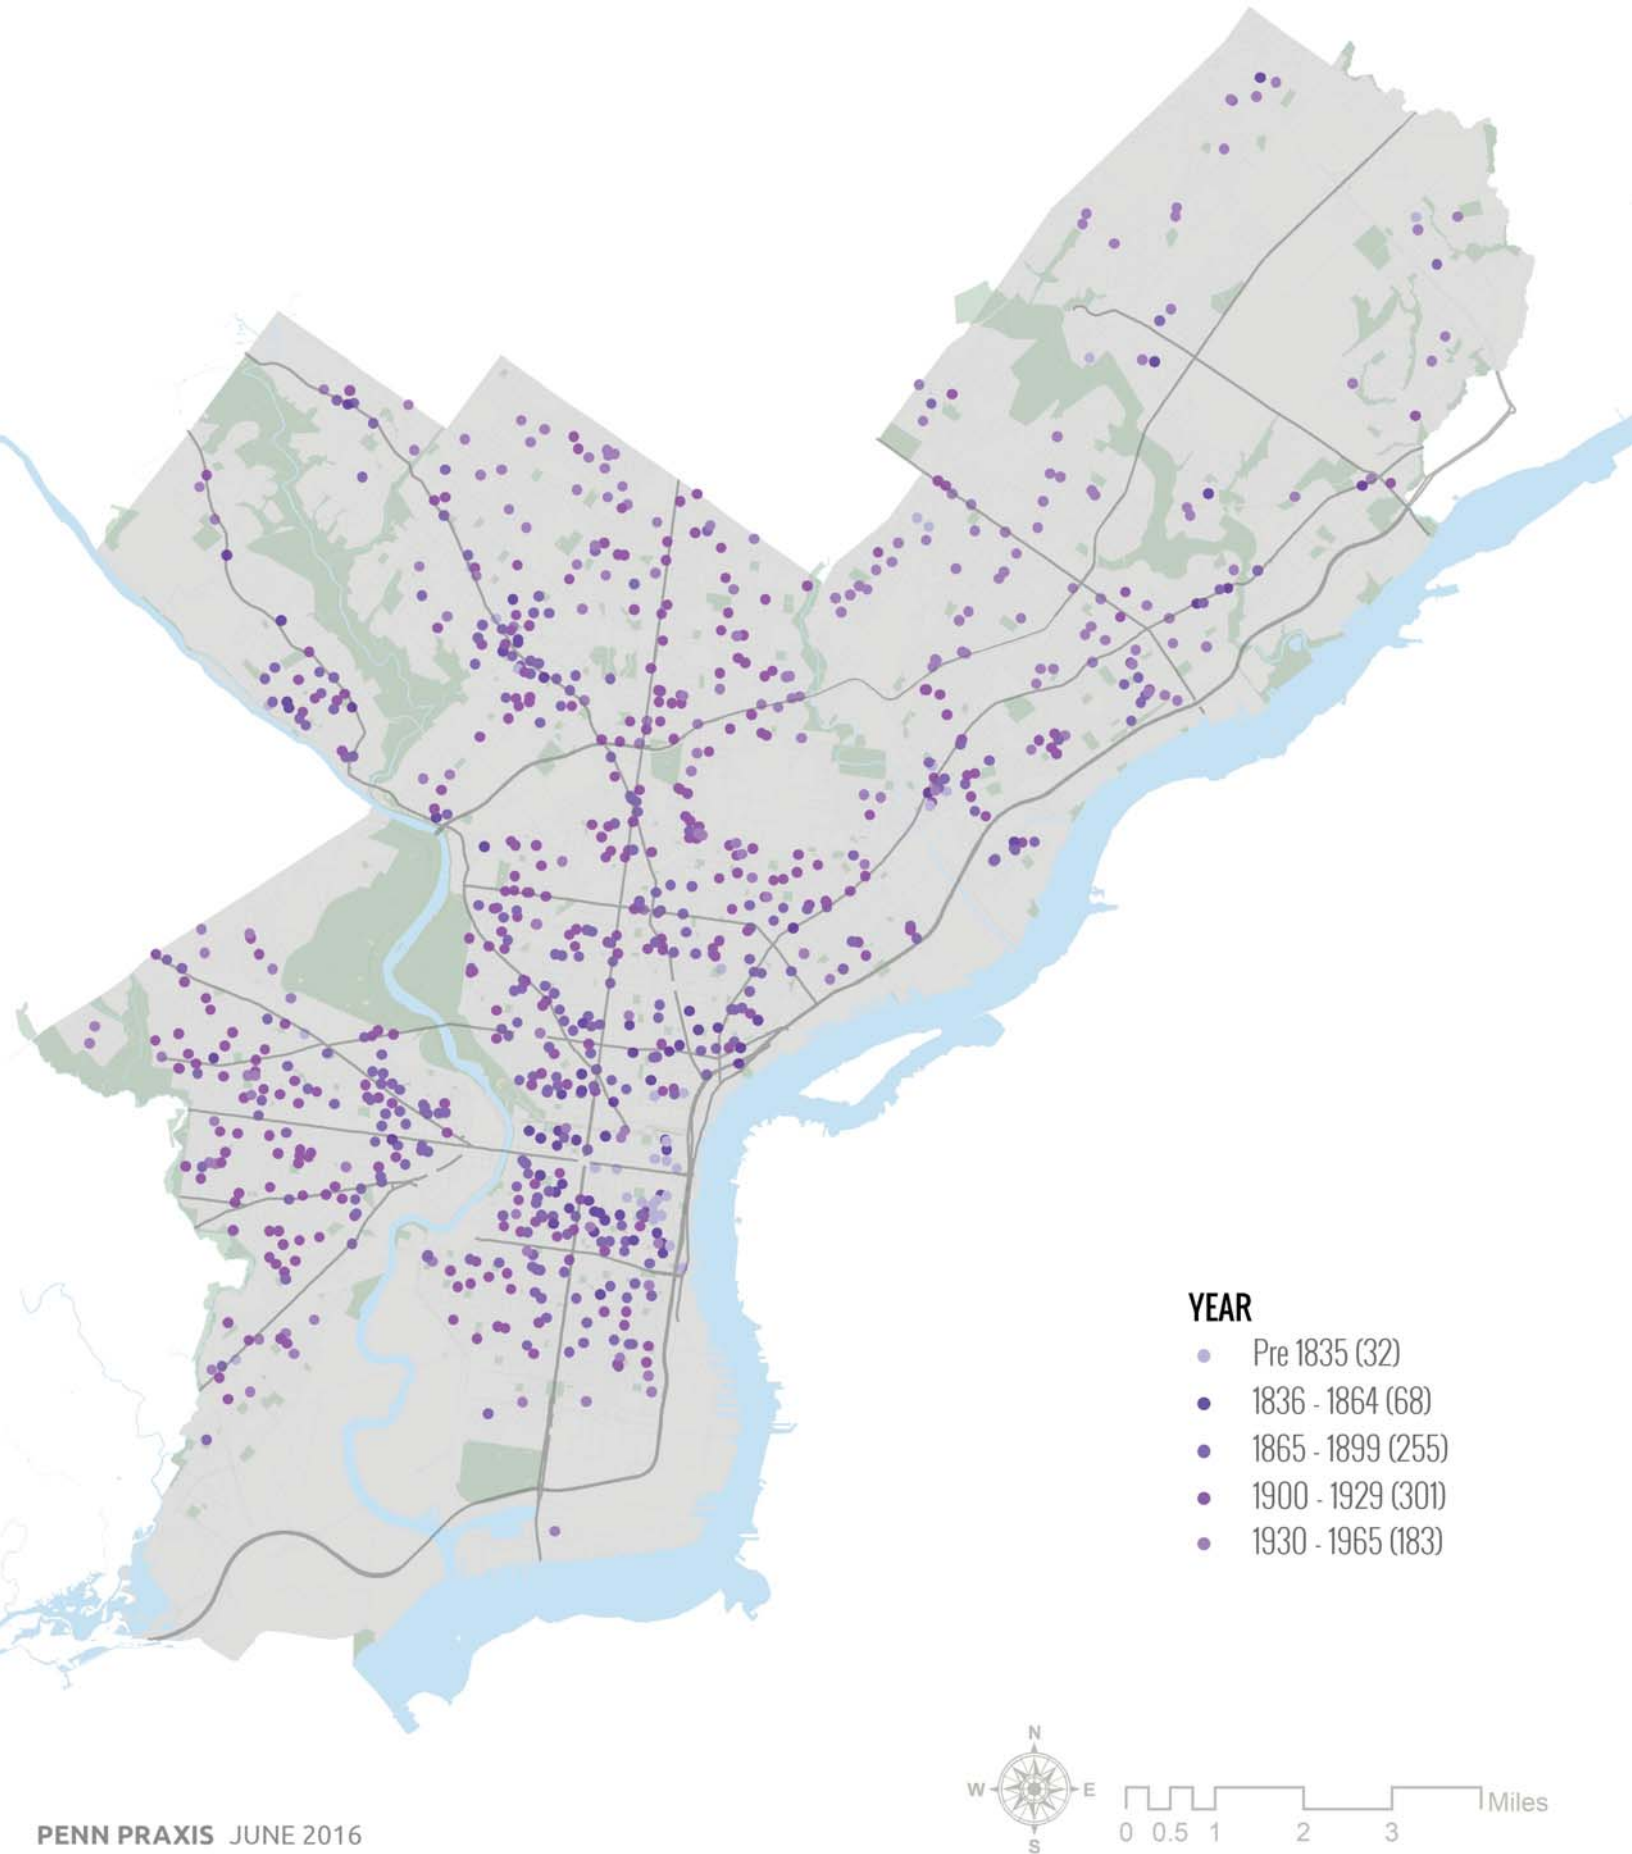 YEAR
Pre 1835 (32)
1836 - 1864 (68)
1865 - 1899 (255)
1900 - 1929 (301)
1930 - 1965 (183)
N
W E
S
Miles
0 0.5 1 2 3
PENN PRAXIS JUNE 2016